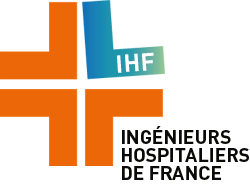 IHF
INGÉNIEURS
HOSPITALIERS
DE FRANCE